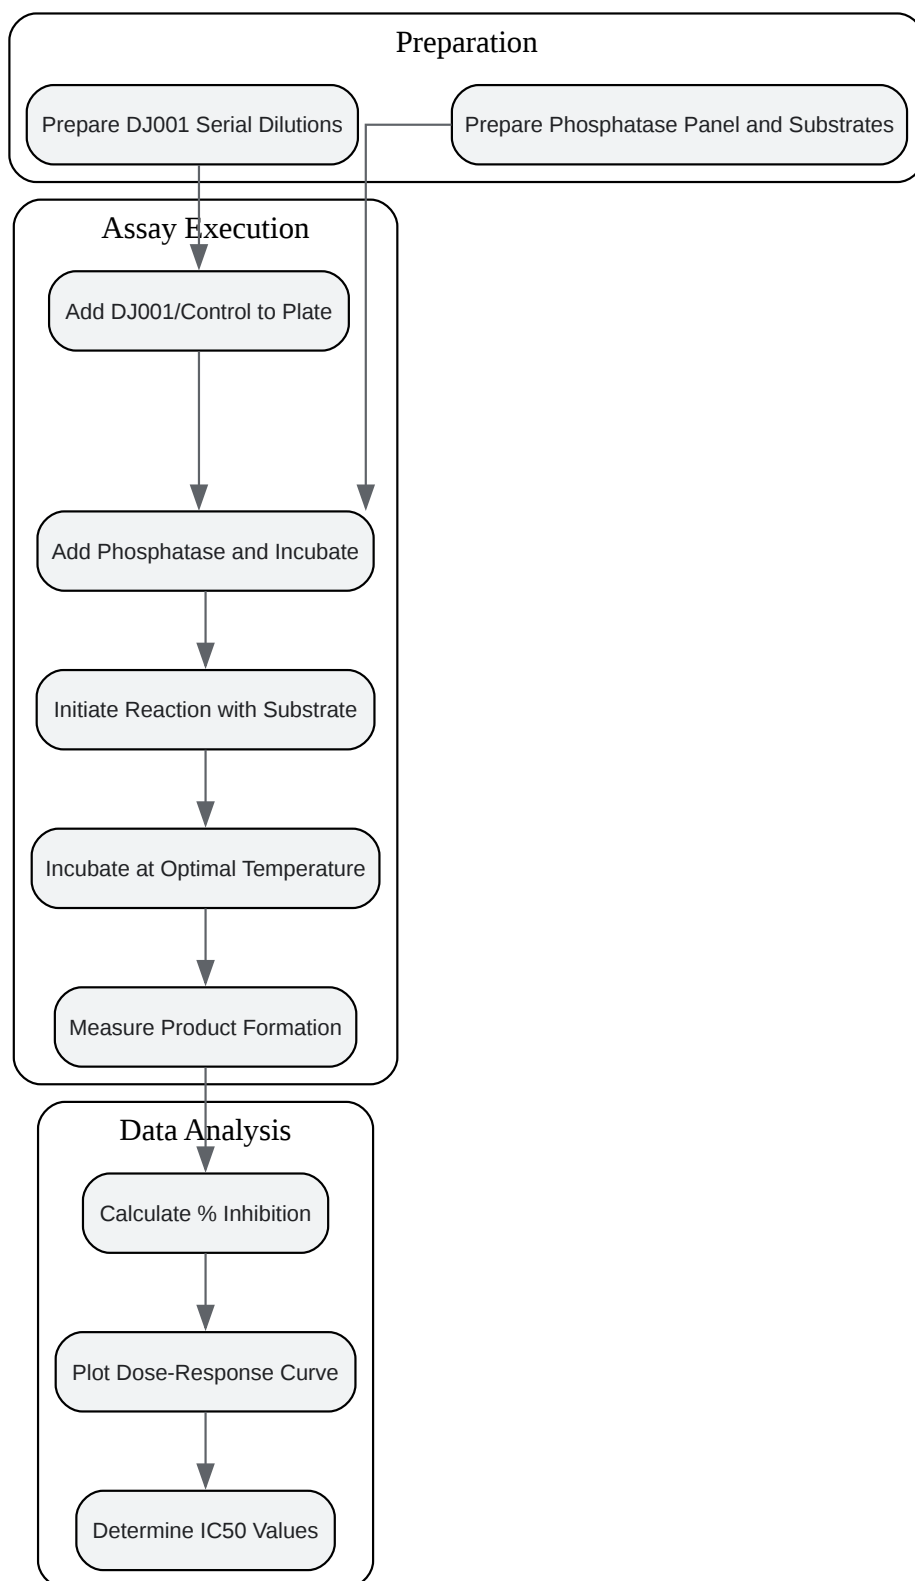 Preparation
Prepare DJ001 Serial Dilutions
Prepare Phosphatase Panel and Substrates
Assay Execution
Add DJ001/Control to Plate
Add Phosphatase and Incubate
Initiate Reaction with Substrate
Incubate at Optimal Temperature
Measure Product Formation
Data Analysis
Calculate % Inhibition
Plot Dose-Response Curve
Determine IC50 Values